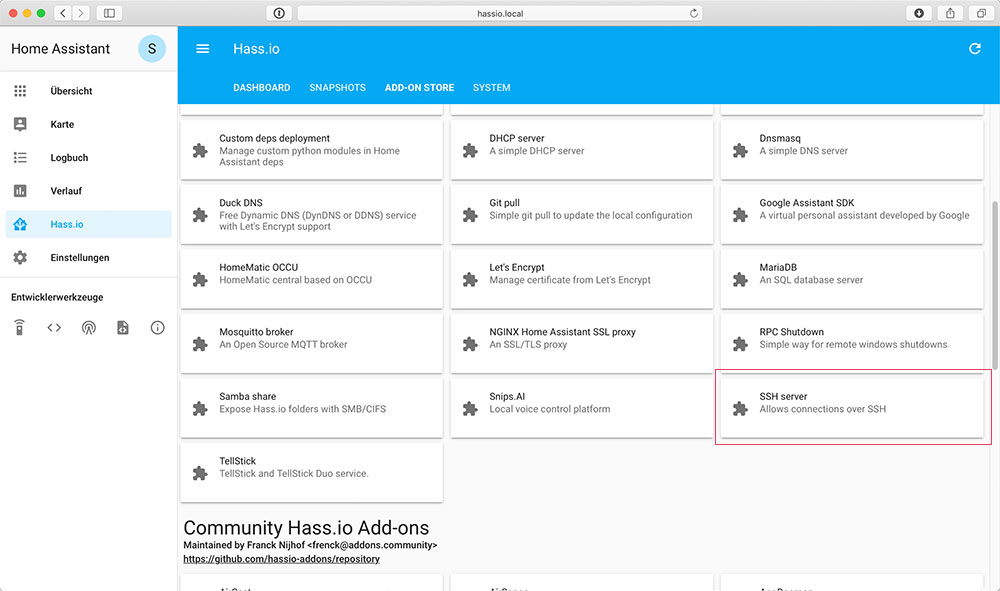 hassio.local
Home Assistant
S
Hass.io
DASHBOARD SNAPSHOTS ADD-ON STORE SYSTEM
Übersicht
Karte
Logbuch
Verlauf
Hass.io
Einstellungen
Entwicklerwerkzeuge
Custom deps deployment
Manage custom python modules in Home
Assistant deps
DHCP server
A simple DHCP server
Dnsmasq
A simple DNS server
Duck DNS
Free Dynamic DNS (DynDNS or DDNS) service
with Let's Encrypt support
Git pull
Simple git pull to update the local configuration
Google Assistant SDK
A virtual personal assistant developed by Google
HomeMatic OCCU
HomeMatic central based on OCCU
Let's Encrypt
Manage certificate from Let's Encrypt
MariaDB
An SQL database server
Mosquitto broker
An Open Source MQTT broker
NGINX Home Assistant SSL proxy
An SSL/TLS proxy
RPC Shutdown
Simple way for remote windows shutdowns
Samba share
Expose Hass.io folders with SMB/CIFS
Snips.AI
Local voice control platform
SSH server
Allows connections over SSH
TellStick
TellStick and TellStick Duo service.
Community Hass.io Add-ons
Maintained by Franck Nijhof <frenck@addons.community>
https://github.com/hassio-addons/repository